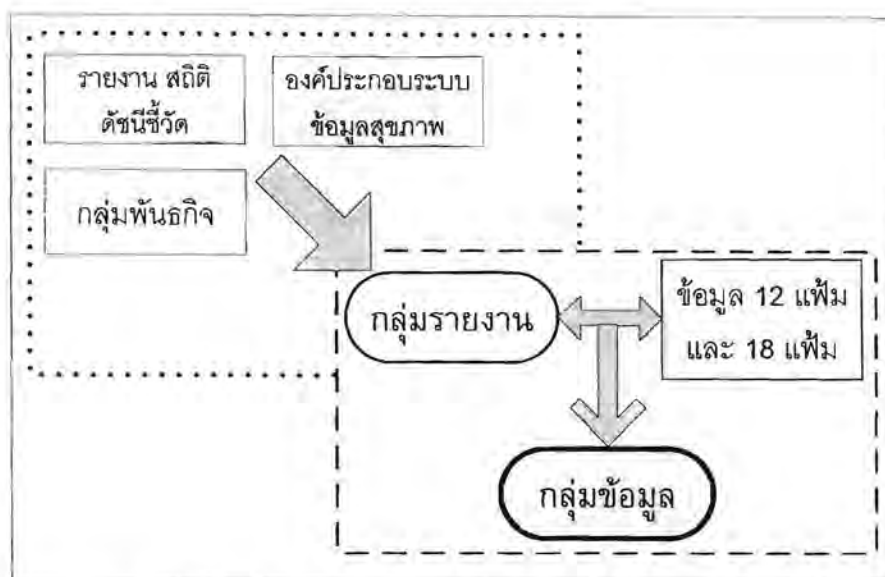 รายงาน สถิติ
ดัชนีชี้วัด
องค์ประกอบระบบ
ข้อมูลสุขภาพ
กลุ่มพันธกิจ
กลุ่มรายงาน
ข้อมูล 12 แฟ้ม
และ 18 แฟ้ม
กลุ่มข้อมูล